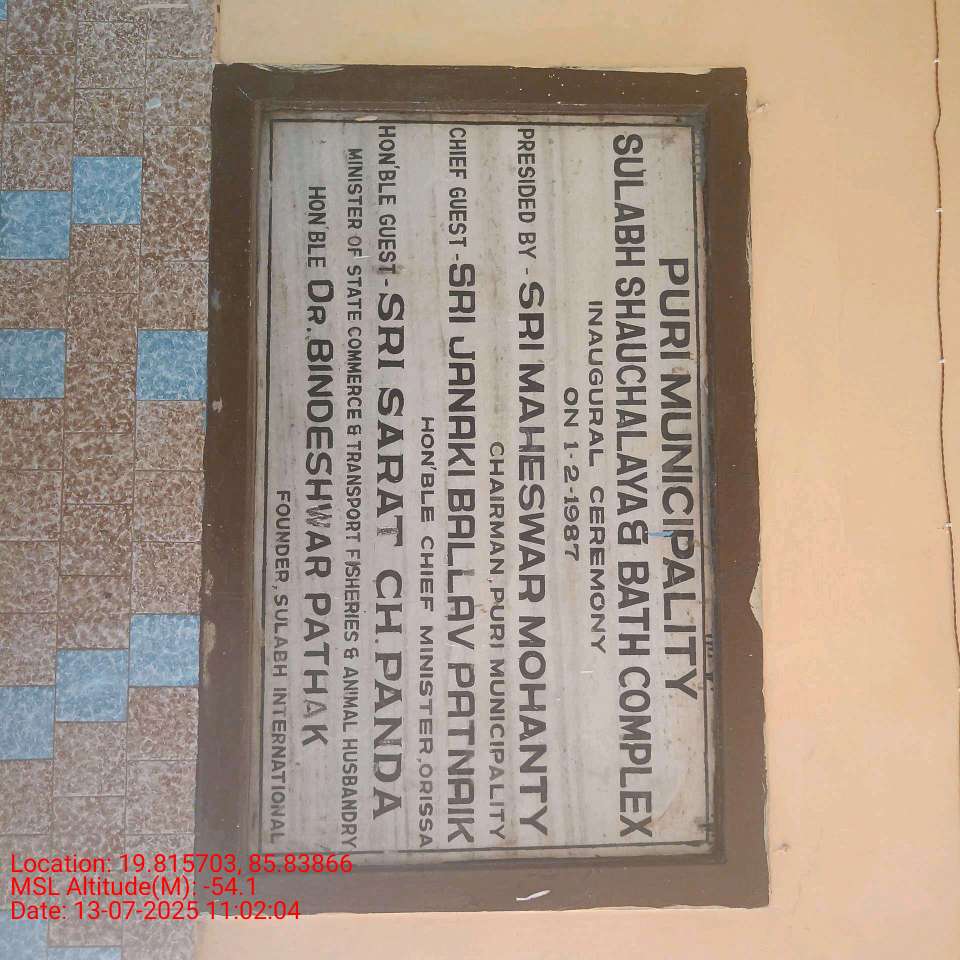 PURI MUNICIPALITY
SULABH SHAUCHALAYA & BATH COMPLEX
INAUGURAL CEREMONY
ON 1-2-1987
PRESIDED BY - SRI MAHESWAR MOHANTY
CHAIRMAN, PURI MUNICIPALITY
CHIEF GUEST - SRI JANAKI BALLAV PATNAIK
HON'BLE CHIEF MINISTER, ORISSA
HON'BLE GUEST - SRI SARAT CH. PANDA
MINISTER OF STATE COMMERCE & TRANSPORT FISHERIES & ANIMAL HUSBANDRY
HON'BLE DR. BINDESHWAR PATHAK
FOUNDER, SULABH INTERNATIONAL
Location: 19.815703, 85.83866
MSL Altitude(M): -54.1
Date: 13-07-2025 11:02:04